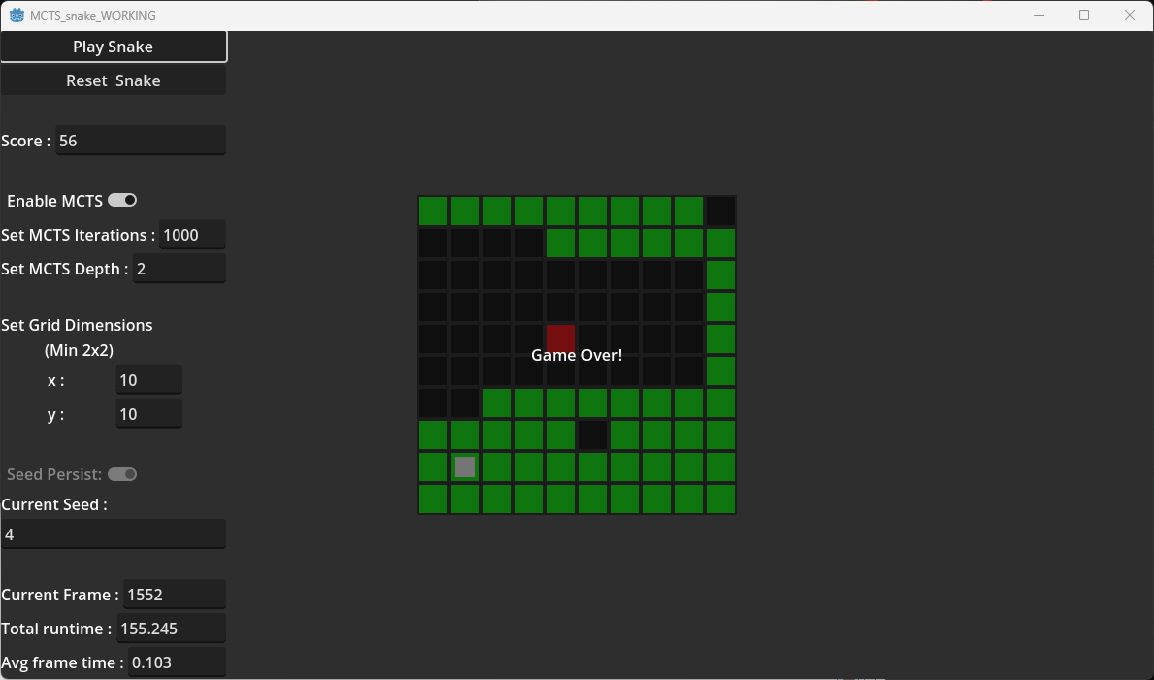 MCTS_snake_WORKING
Play Snake
Reset Snake
Score : 56
Enable MCTS
Set MCTS Iterations : 1000
Set MCTS Depth : 2
Set Grid Dimensions
(Min 2x2)
x : 10
y : 10
Game Over!
Seed Persist:
Current Seed :
4
Current Frame : 1552
Total runtime : 155.245
Avg frame time : 0.103